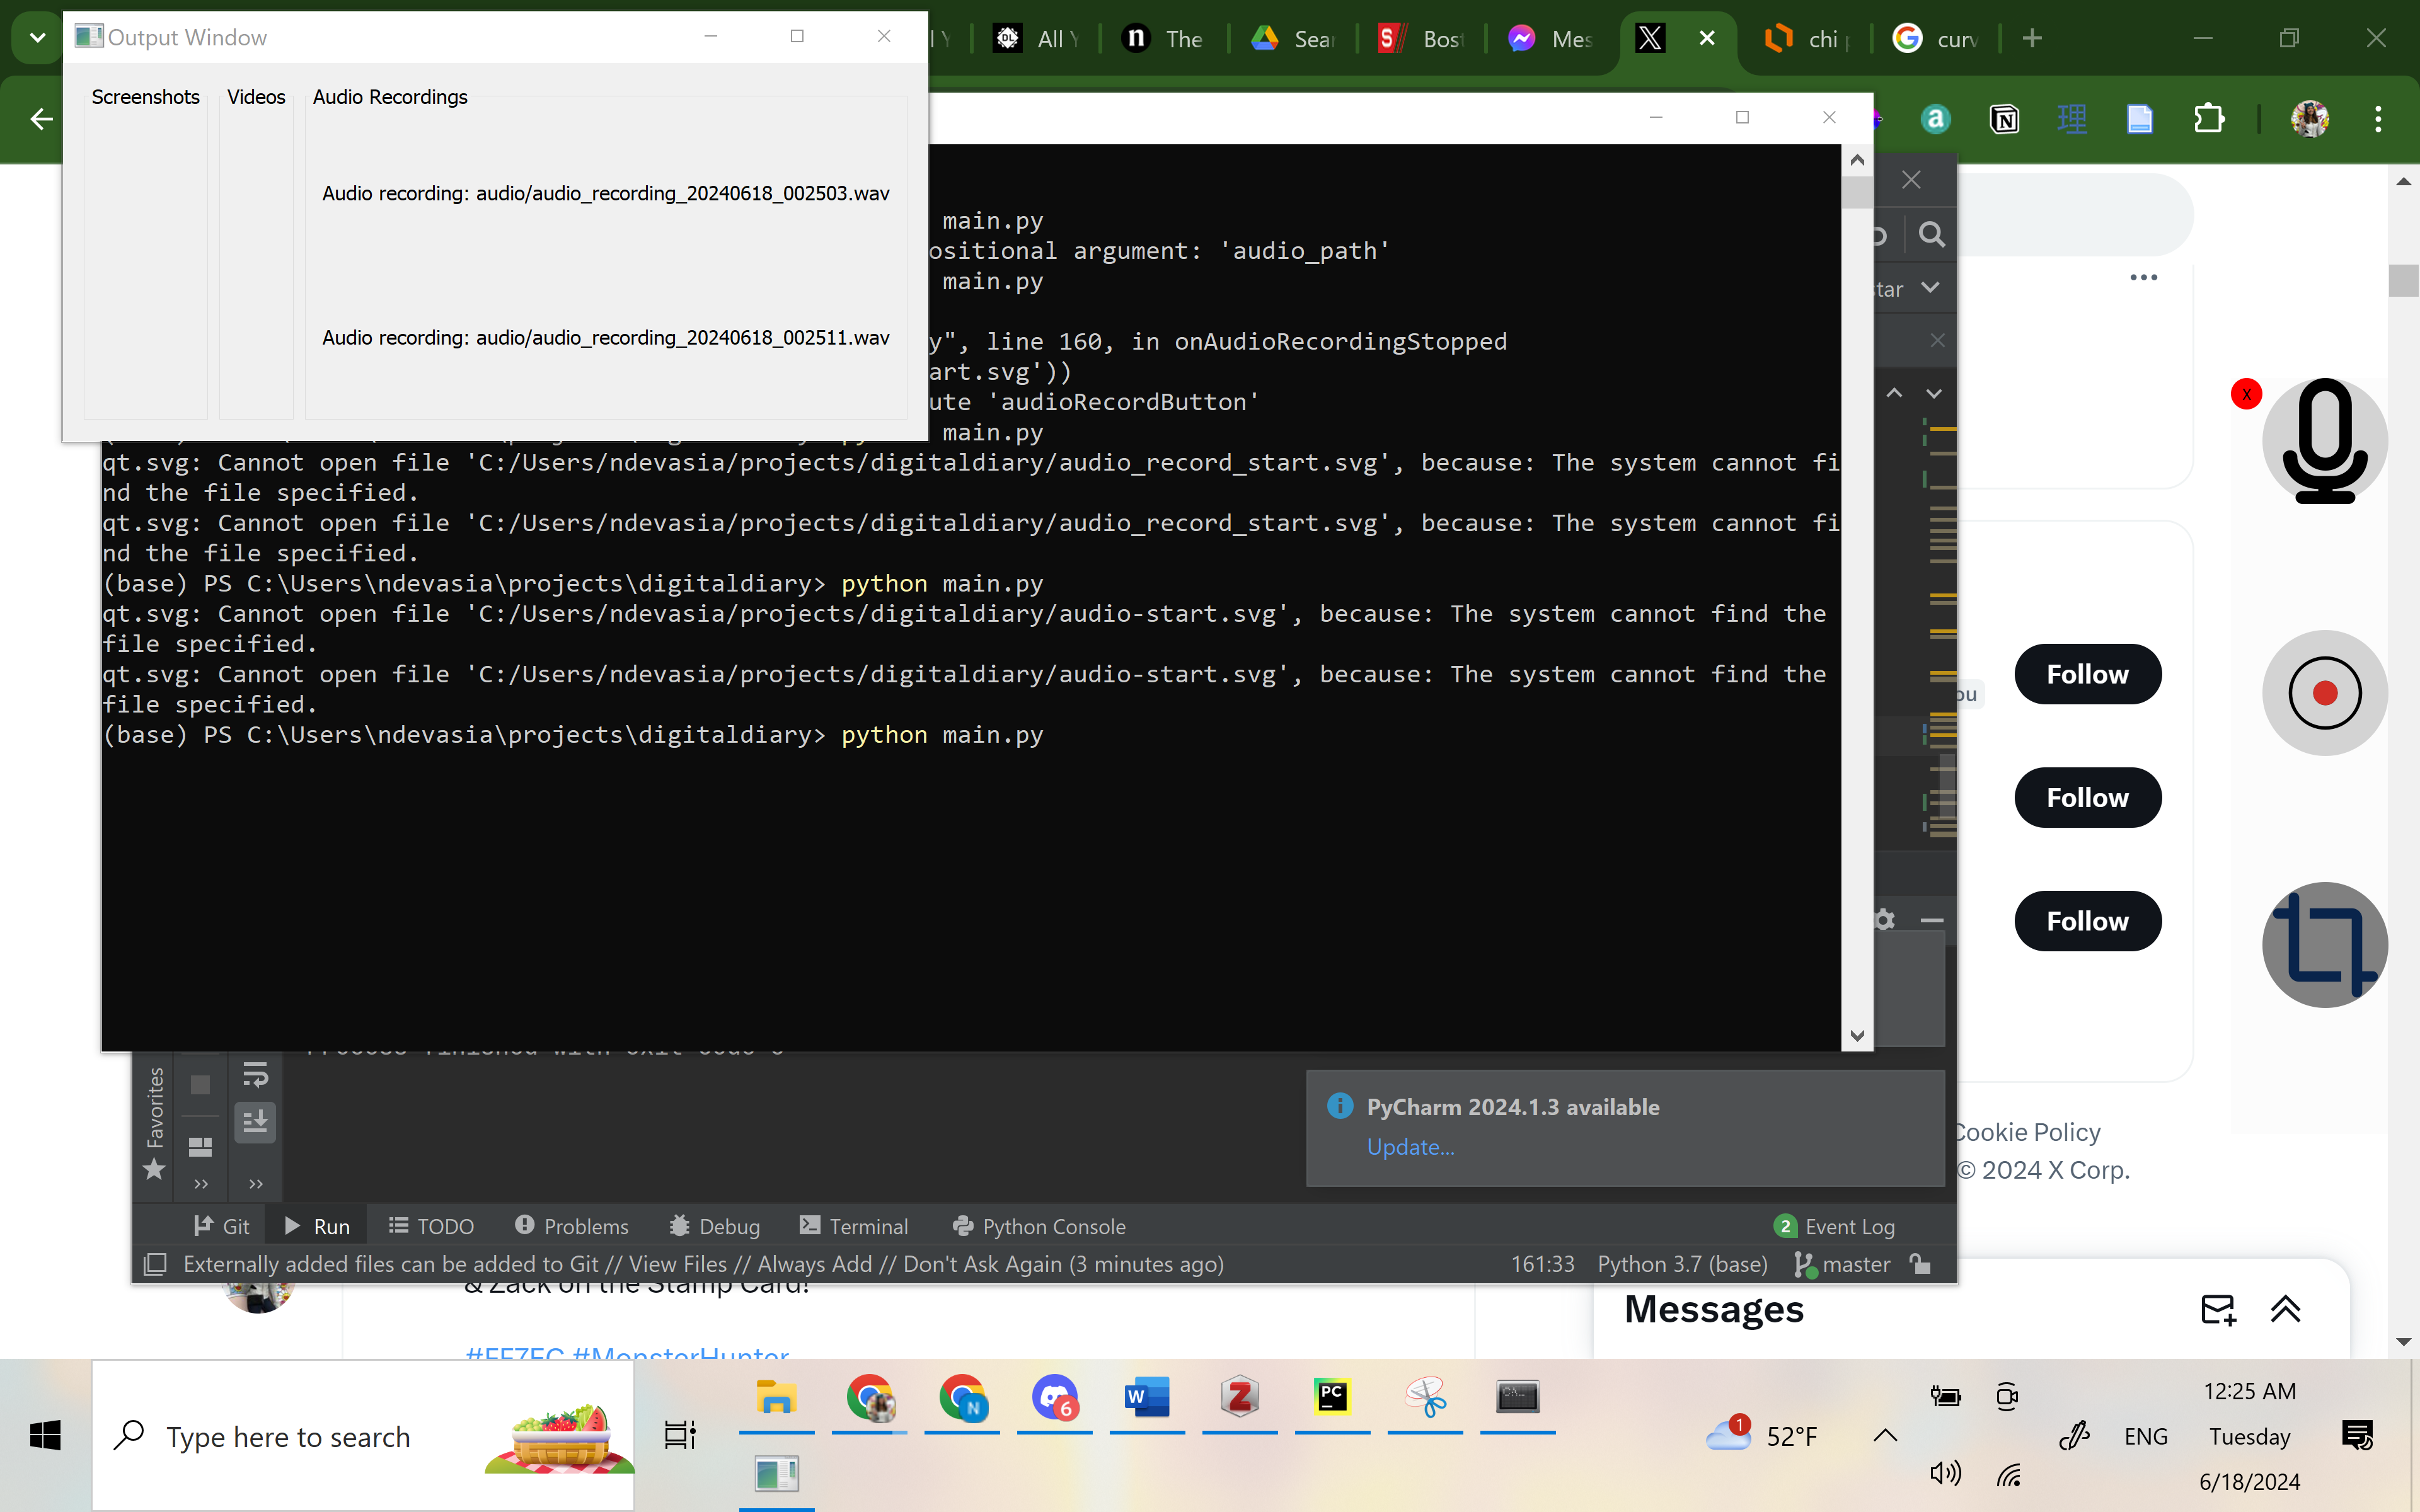 Output Window
All Y
The
Sear
Bost
Mes
chi p
curv
Screenshots
Videos
Audio Recordings
Audio recording: audio/audio_recording_20240618_002503.wav
Audio recording: audio/audio_recording_20240618_002511.wav
main.py
ositional argument: 'audio_path'
main.py
y", line 160, in onAudioRecordingStopped
art.svg'))
ute 'audioRecordButton'
main.py
qt.svg: Cannot open file 'C:/Users/ndevasia/projects/digitaldiary/audio_record_start.svg', because: The system cannot fi
nd the file specified.
qt.svg: Cannot open file 'C:/Users/ndevasia/projects/digitaldiary/audio_record_start.svg', because: The system cannot fi
nd the file specified.
(base) PS C:\Users\ndevasia\projects\digitaldiary> python main.py
qt.svg: Cannot open file 'C:/Users/ndevasia/projects/digitaldiary/audio-start.svg', because: The system cannot find the
file specified.
qt.svg: Cannot open file 'C:/Users/ndevasia/projects/digitaldiary/audio-start.svg', because: The system cannot find the
file specified.
(base) PS C:\Users\ndevasia\projects\digitaldiary> python main.py
tar
x
Follow
Follow
Follow
Favorites
PyCharm 2024.1.3 available
Update...
Git
Run
TODO
Problems
Debug
Terminal
Python Console
2 Event Log
Externally added files can be added to Git // View Files // Always Add // Don't Ask Again (3 minutes ago)
161:33
Python 3.7 (base)
master
Cookie Policy
© 2024 X Corp.
& Zack on the Stamp Card!
#FF7EC #MonsterHunter
Messages
Type here to search
6
1
52°F
ENG
12:25 AM
Tuesday
6/18/2024